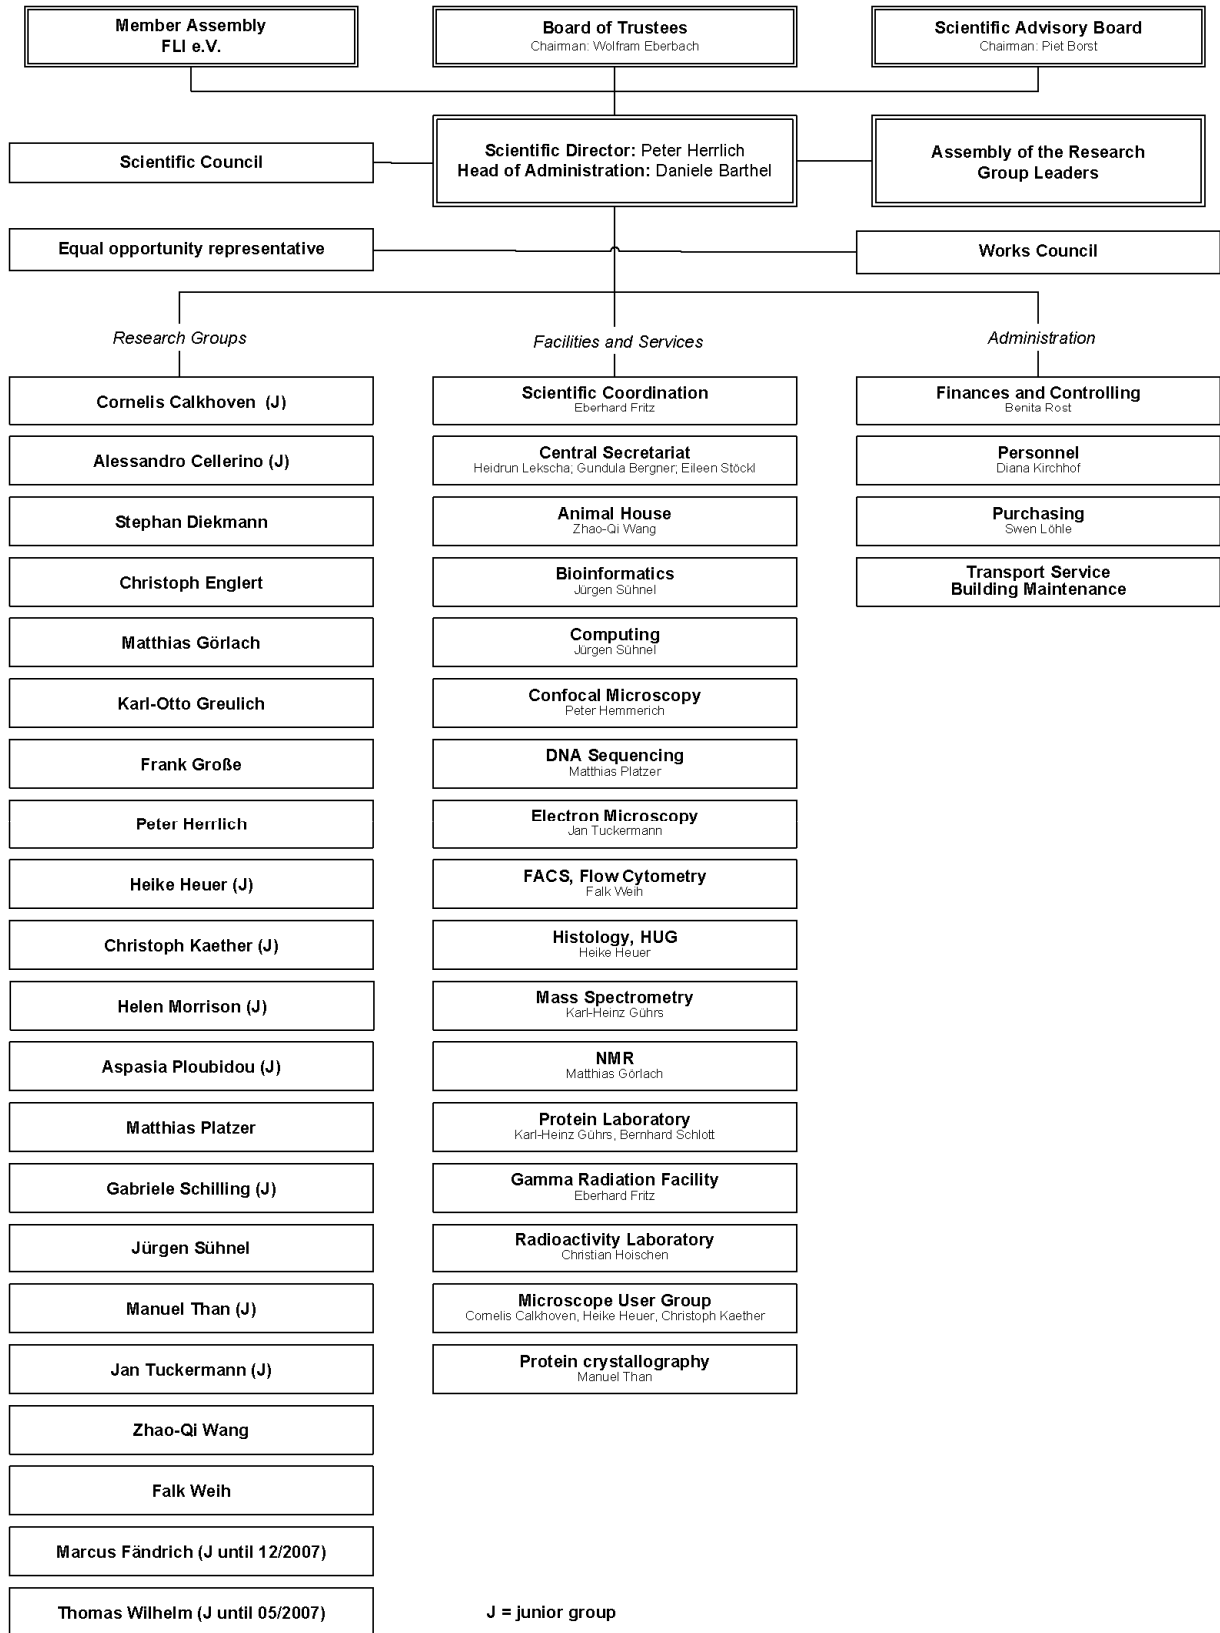 Member Assembly
FLI e.V.
Board of Trustees
Chairman: Wolfram Eberbach
Scientific Advisory Board
Chairman: Piet Borst
Scientific Council
Scientific Director: Peter Herrlich
Head of Administration: Daniele Barthel
Assembly of the Research
Group Leaders
Equal opportunity representative
Works Council
Research Groups
Cornelis Calkhoven (J)
Alessandro Cellerino (J)
Stephan Diekmann
Christoph Englert
Matthias Görlach
Karl-Otto Greulich
Frank Große
Peter Herrlich
Heike Heuer (J)
Christoph Kaether (J)
Helen Morrison (J)
Aspasia Ploubidou (J)
Matthias Platzer
Gabriele Schilling (J)
Jürgen Sühnel
Manuel Than (J)
Jan Tuckermann (J)
Zhao-Qi Wang
Falk Weih
Marcus Fändrich (J until 12/2007)
Thomas Wilhelm (J until 05/2007)
Facilities and Services
Scientific Coordination
Eberhard Fritz
Central Secretariat
Heidrun Lekscha; Gundula Bergner; Eileen Stöckl
Animal House
Zhao-Qi Wang
Bioinformatics
Jürgen Sühnel
Computing
Jürgen Sühnel
Confocal Microscopy
Peter Hemmerich
DNA Sequencing
Matthias Platzer
Electron Microscopy
Jan Tuckermann
FACS, Flow Cytometry
Falk Weih
Histology, HUG
Heike Heuer
Mass Spectrometry
Karl-Heinz Gührs
NMR
Matthias Görlach
Protein Laboratory
Karl-Heinz Gührs, Bernhard Schlott
Gamma Radiation Facility
Eberhard Fritz
Radioactivity Laboratory
Christian Hoischen
Microscope User Group
Cornelis Calkhoven, Heike Heuer, Christoph Kaether
Protein crystallography
Manuel Than
Administration
Finances and Controlling
Benita Rost
Personnel
Diana Kirchhof
Purchasing
Swen Löhle
Transport Service
Building Maintenance
J = junior group